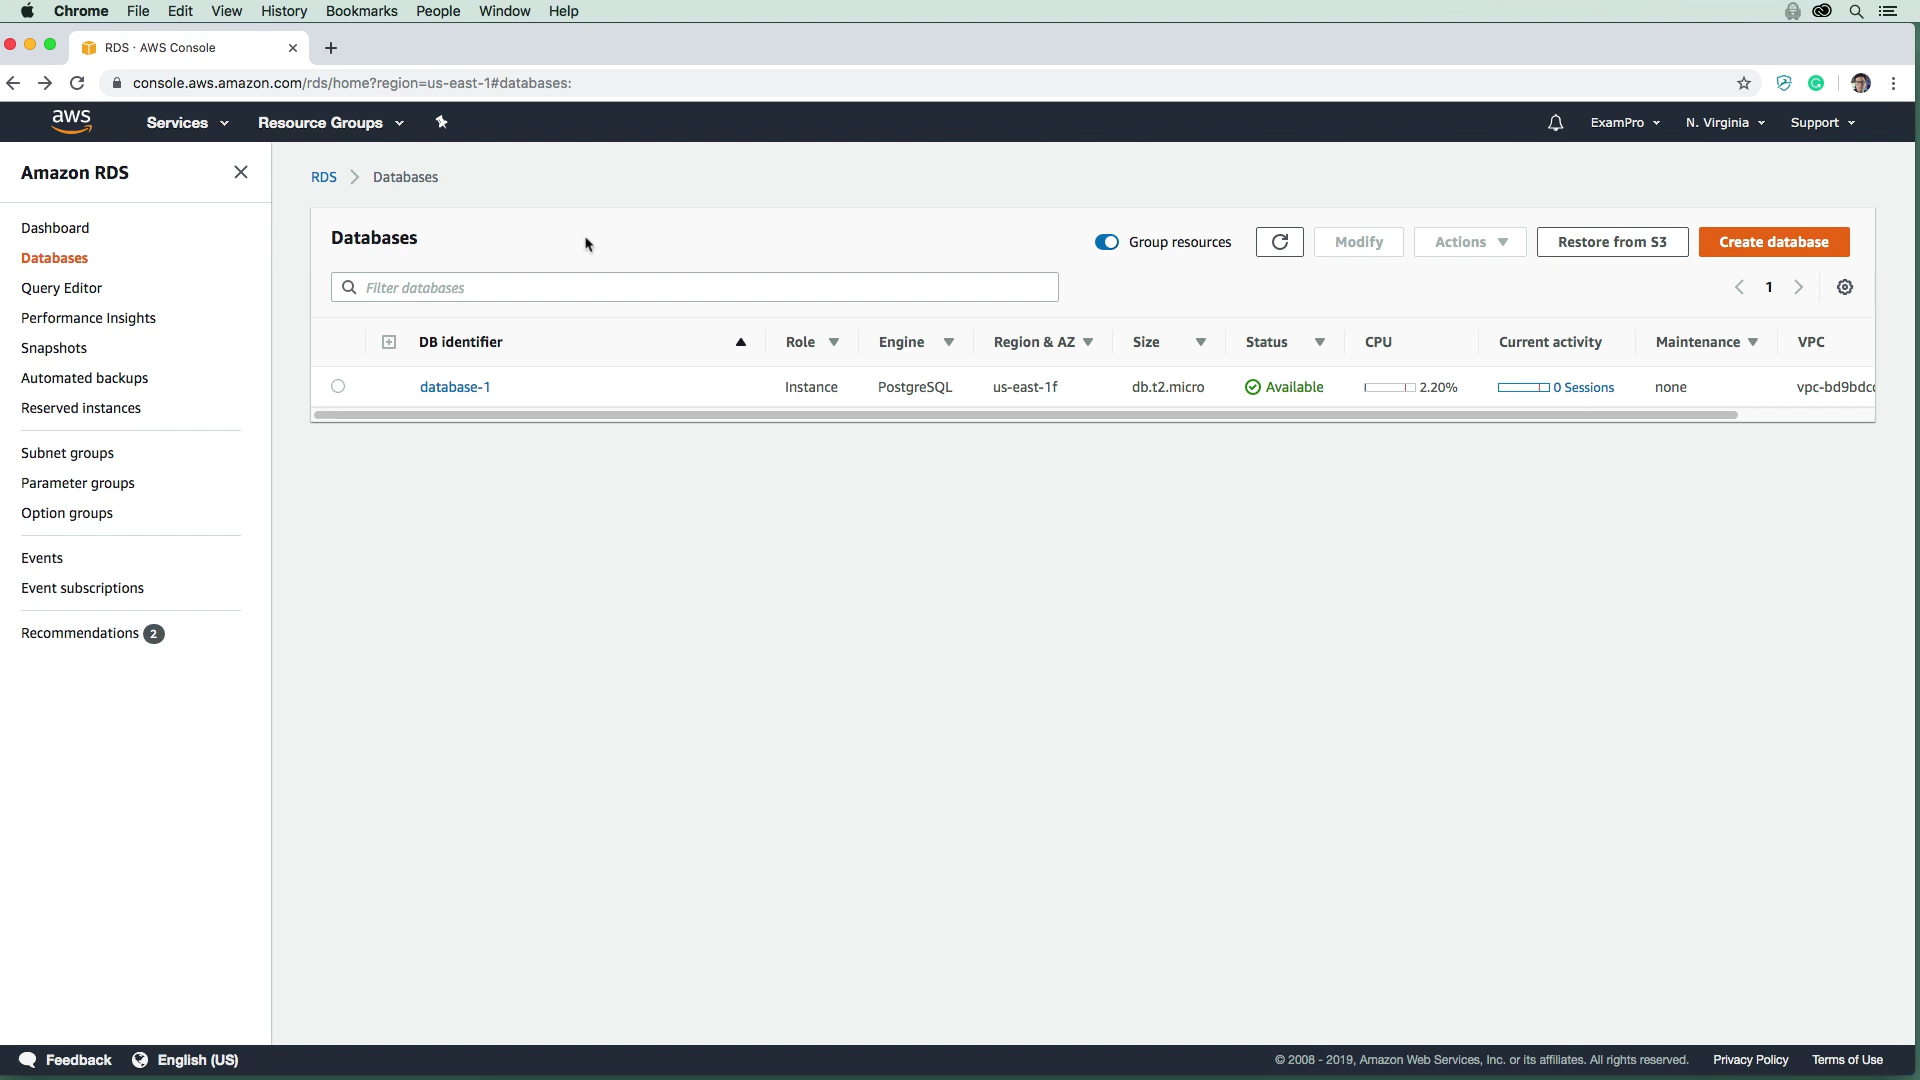 Chrome File Edit View History Bookmarks People Window Help
RDS · AWS Console
console.aws.amazon.com/rds/home?region=us-east-1#databases:
aws Services Resource Groups ExamPro N. Virginia Support
Amazon RDS
Dashboard
Databases
Query Editor
Performance Insights
Snapshots
Automated backups
Reserved instances
Subnet groups
Parameter groups
Option groups
Events
Event subscriptions
Recommendations 2
RDS > Databases
Databases Group resources Modify Actions Restore from S3 Create database
Filter databases 1
DB identifier Role Engine Region & AZ Size Status CPU Current activity Maintenance VPC
database-1 Instance PostgreSQL us-east-1f db.t2.micro Available 2.20% 0 Sessions none vpc-bd9bdc
Feedback English (US) © 2008 - 2019, Amazon Web Services, Inc. or its affiliates. All rights reserved. Privacy Policy Terms of Use